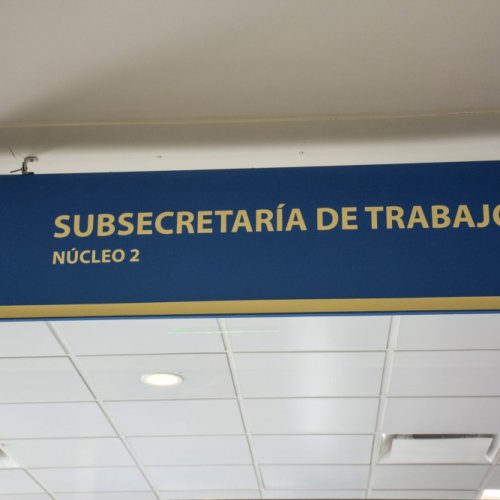 SUBSECRETARÍA DE TRABAJO
NÚCLEO 2